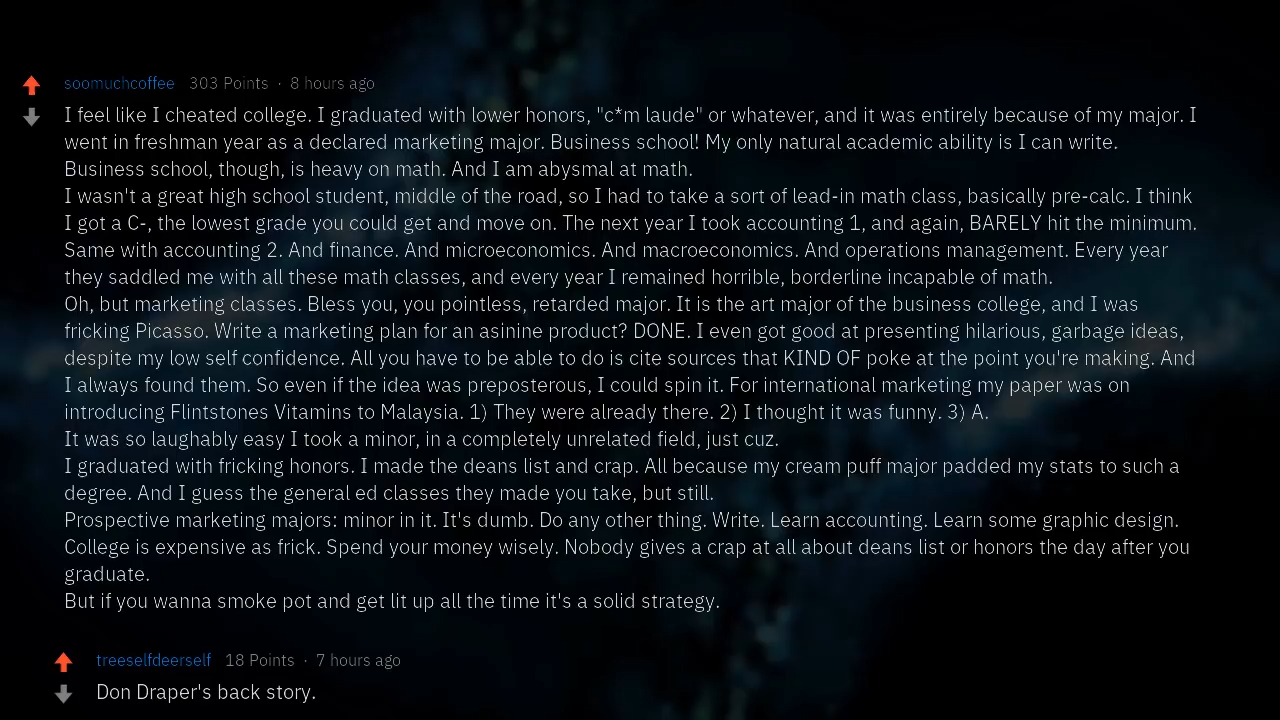 soomuchcoffee 303 Points · 8 hours ago
I feel like I cheated college. I graduated with lower honors, "c*m laude" or whatever, and it was entirely because of my major. I
went in freshman year as a declared marketing major. Business school! My only natural academic ability is I can write.
Business school, though, is heavy on math. And I am abysmal at math.
I wasn't a great high school student, middle of the road, so I had to take a sort of lead-in math class, basically pre-calc. I think
I got a C-, the lowest grade you could get and move on. The next year I took accounting 1, and again, BARELY hit the minimum.
Same with accounting 2. And finance. And microeconomics. And macroeconomics. And operations management. Every year
they saddled me with all these math classes, and every year I remained horrible, borderline incapable of math.
Oh, but marketing classes. Bless you, you pointless, retarded major. It is the art major of the business college, and I was
fricking Picasso. Write a marketing plan for an asinine product? DONE. I even got good at presenting hilarious, garbage ideas,
despite my low self confidence. All you have to be able to do is cite sources that KIND OF poke at the point you're making. And
I always found them. So even if the idea was preposterous, I could spin it. For international marketing my paper was on
introducing Flintstones Vitamins to Malaysia. 1) They were already there. 2) I thought it was funny. 3) A.
It was so laughably easy I took a minor, in a completely unrelated field, just cuz.
I graduated with fricking honors. I made the deans list and crap. All because my cream puff major padded my stats to such a
degree. And I guess the general ed classes they made you take, but still.
Prospective marketing majors: minor in it. It's dumb. Do any other thing. Write. Learn accounting. Learn some graphic design.
College is expensive as frick. Spend your money wisely. Nobody gives a crap at all about deans list or honors the day after you
graduate.
But if you wanna smoke pot and get lit up all the time it's a solid strategy.
treeselfdeerself 18 Points · 7 hours ago
Don Draper's back story.